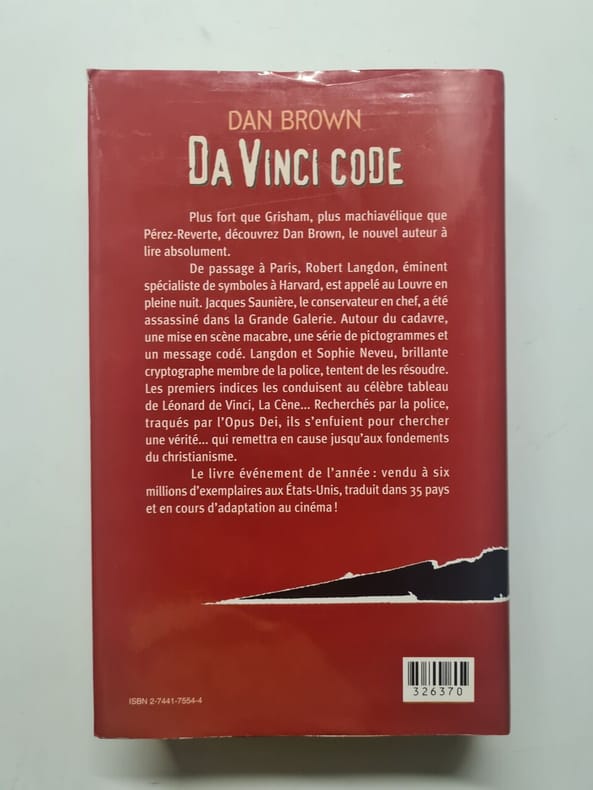 DAN BROWN
DA VINCI CODE
Plus fort que Grisham, plus machiavélique que
Pérez-Reverte, découvrez Dan Brown, le nouvel auteur à
lire absolument.
De passage à Paris, Robert Langdon, éminent
spécialiste de symboles à Harvard, est appelé au Louvre en
pleine nuit. Jacques Saunière, le conservateur en chef, a été
assassiné dans la Grande Galerie. Autour du cadavre,
une mise en scène macabre, une série de pictogrammes et
un message codé. Langdon et Sophie Neveu, brillante
cryptographe membre de la police, tentent de les résoudre.
Les premiers indices les conduisent au célèbre tableau
de Léonard de Vinci, La Cène... Recherchés par la police,
traqués par l'Opus Dei, ils s'enfuient pour chercher
une vérité... qui remettra en cause jusqu'aux fondements
du christianisme.
Le livre événement de l'année : vendu à six
millions d'exemplaires aux États-Unis, traduit dans 35 pays
et en cours d'adaptation au cinéma !
326370
ISBN 2-7441-7554-4